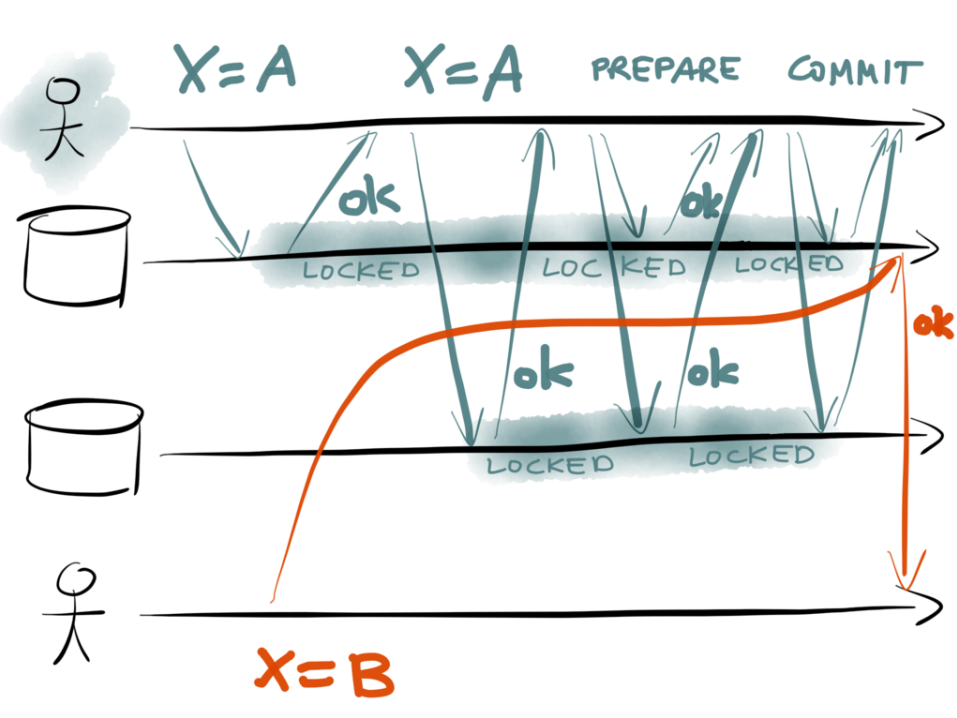 X=A X=A PREPARE COMMIT
ok ok
LOCKED LOCKED LOCKED
ok
ok ok
LOCKED LOCKED
X=B